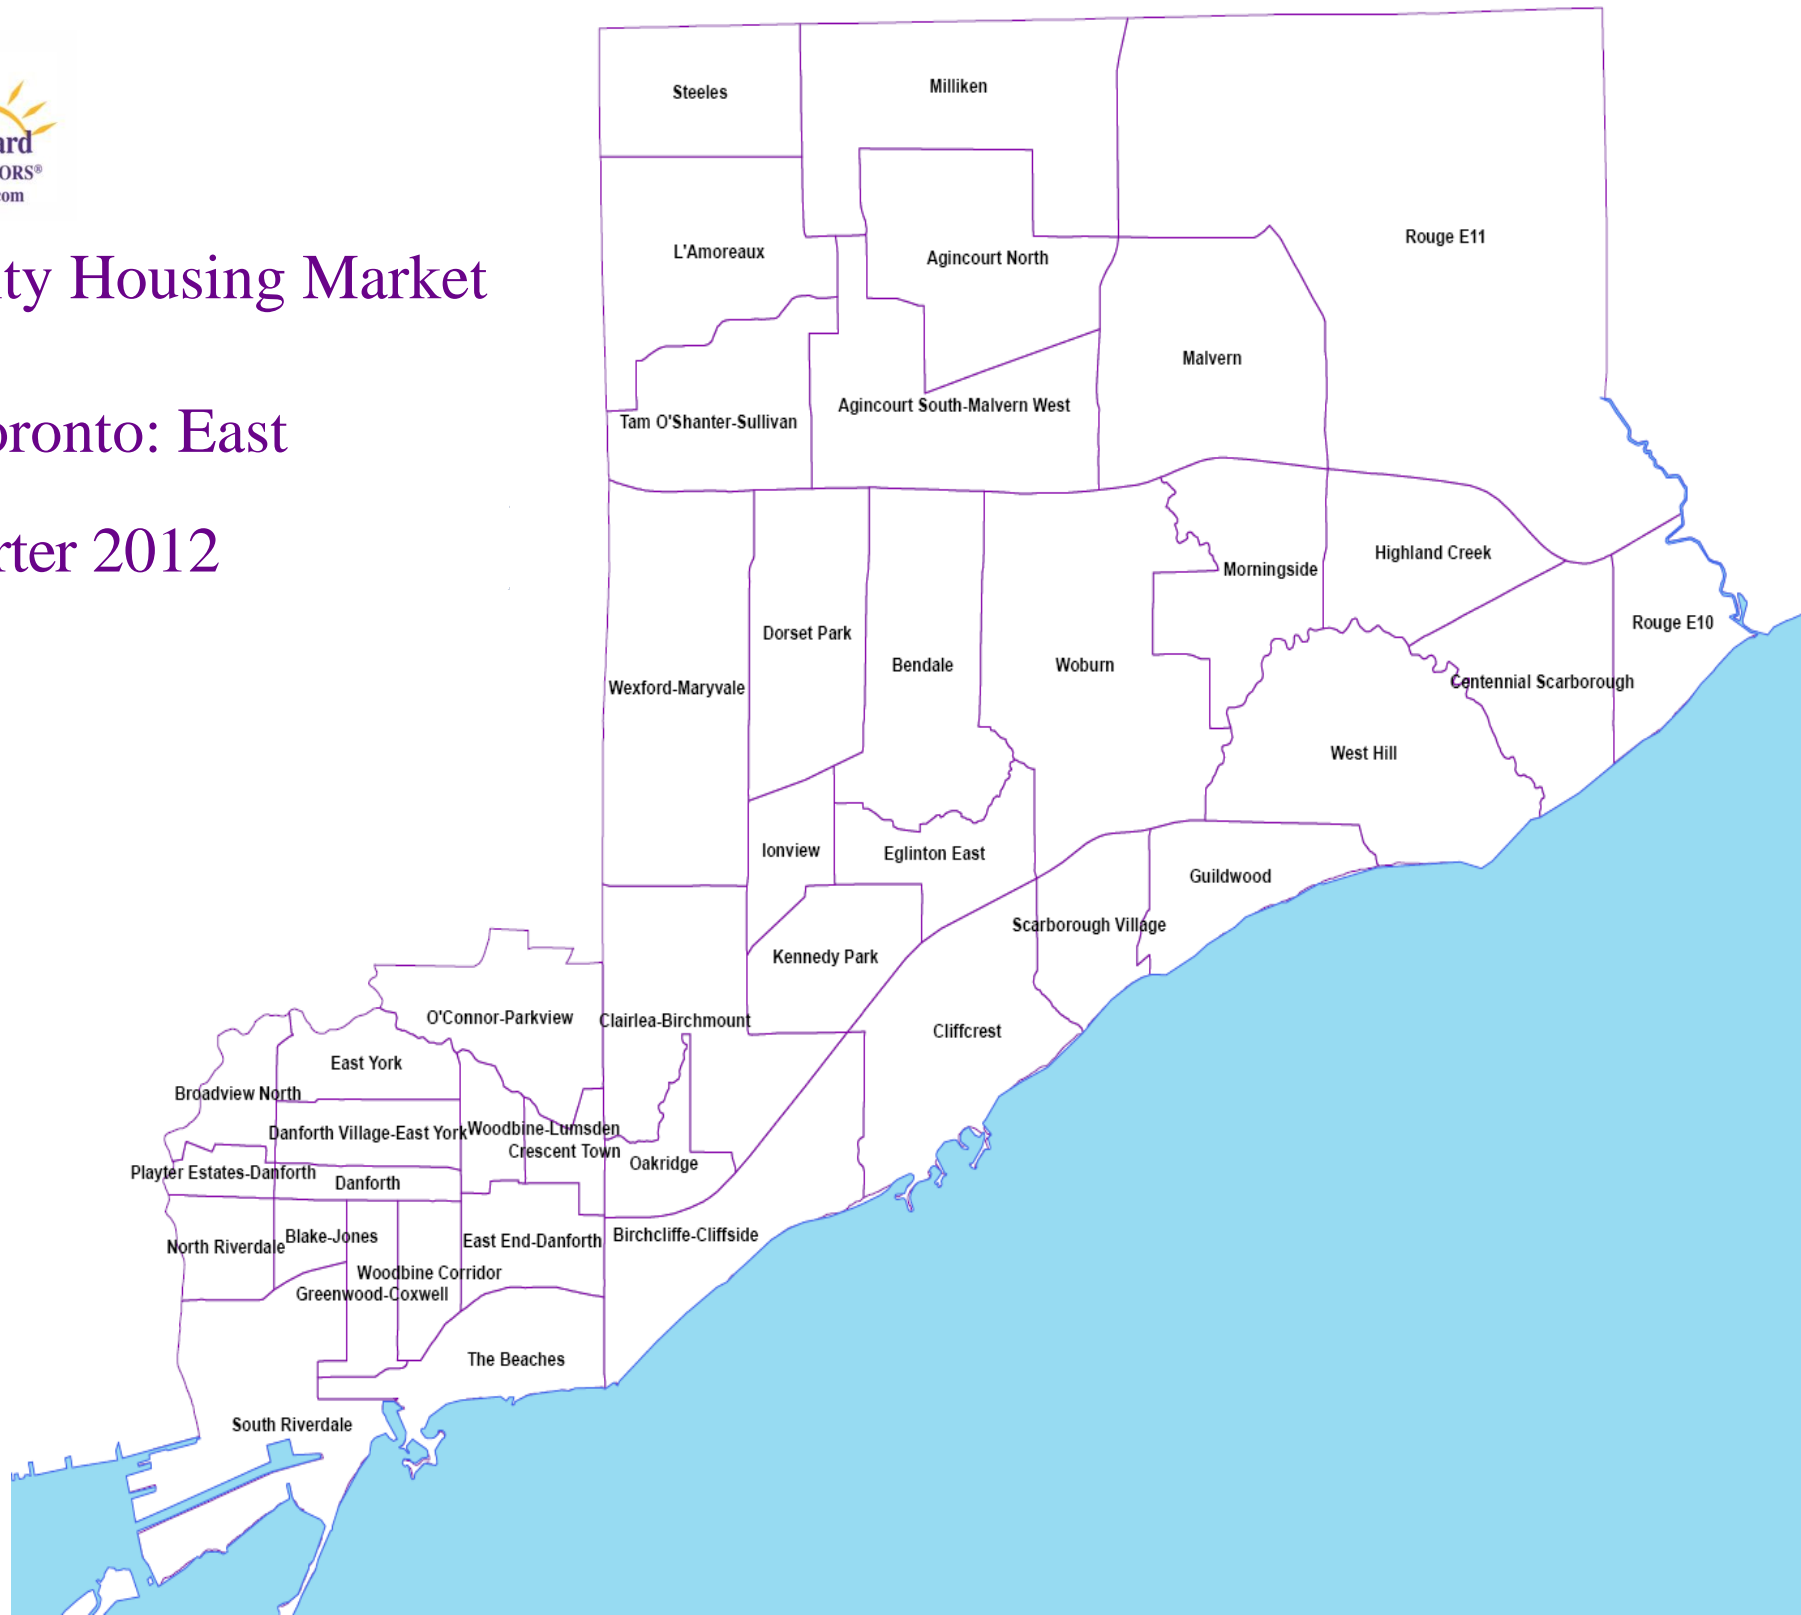 ard
ORS®
com
ity Housing Market
oronto: East
rter 2012
Steeles
Milliken
Rouge E11
L'Amoreaux
Agincourt North
Malvern
Agincourt South-Malvern West
Tam O'Shanter-Sullivan
Highland Creek
Morningside
Rouge E10
Dorset Park
Bendale
Woburn
Centennial Scarborough
Wexford-Maryvale
West Hill
Ionview
Eglinton East
Guildwood
Scarborough Village
Kennedy Park
O'Connor-Parkview
Clairlea-Birchmount
Cliffcrest
East York
Broadview North
Danforth Village-East York
Woodbine-Lumsden
Crescent Town
Oakridge
Playter Estates-Danforth
Danforth
Blake-Jones
North Riverdale
East End-Danforth
Birchcliffe-Cliffside
Woodbine Corridor
Greenwood-Coxwell
The Beaches
South Riverdale